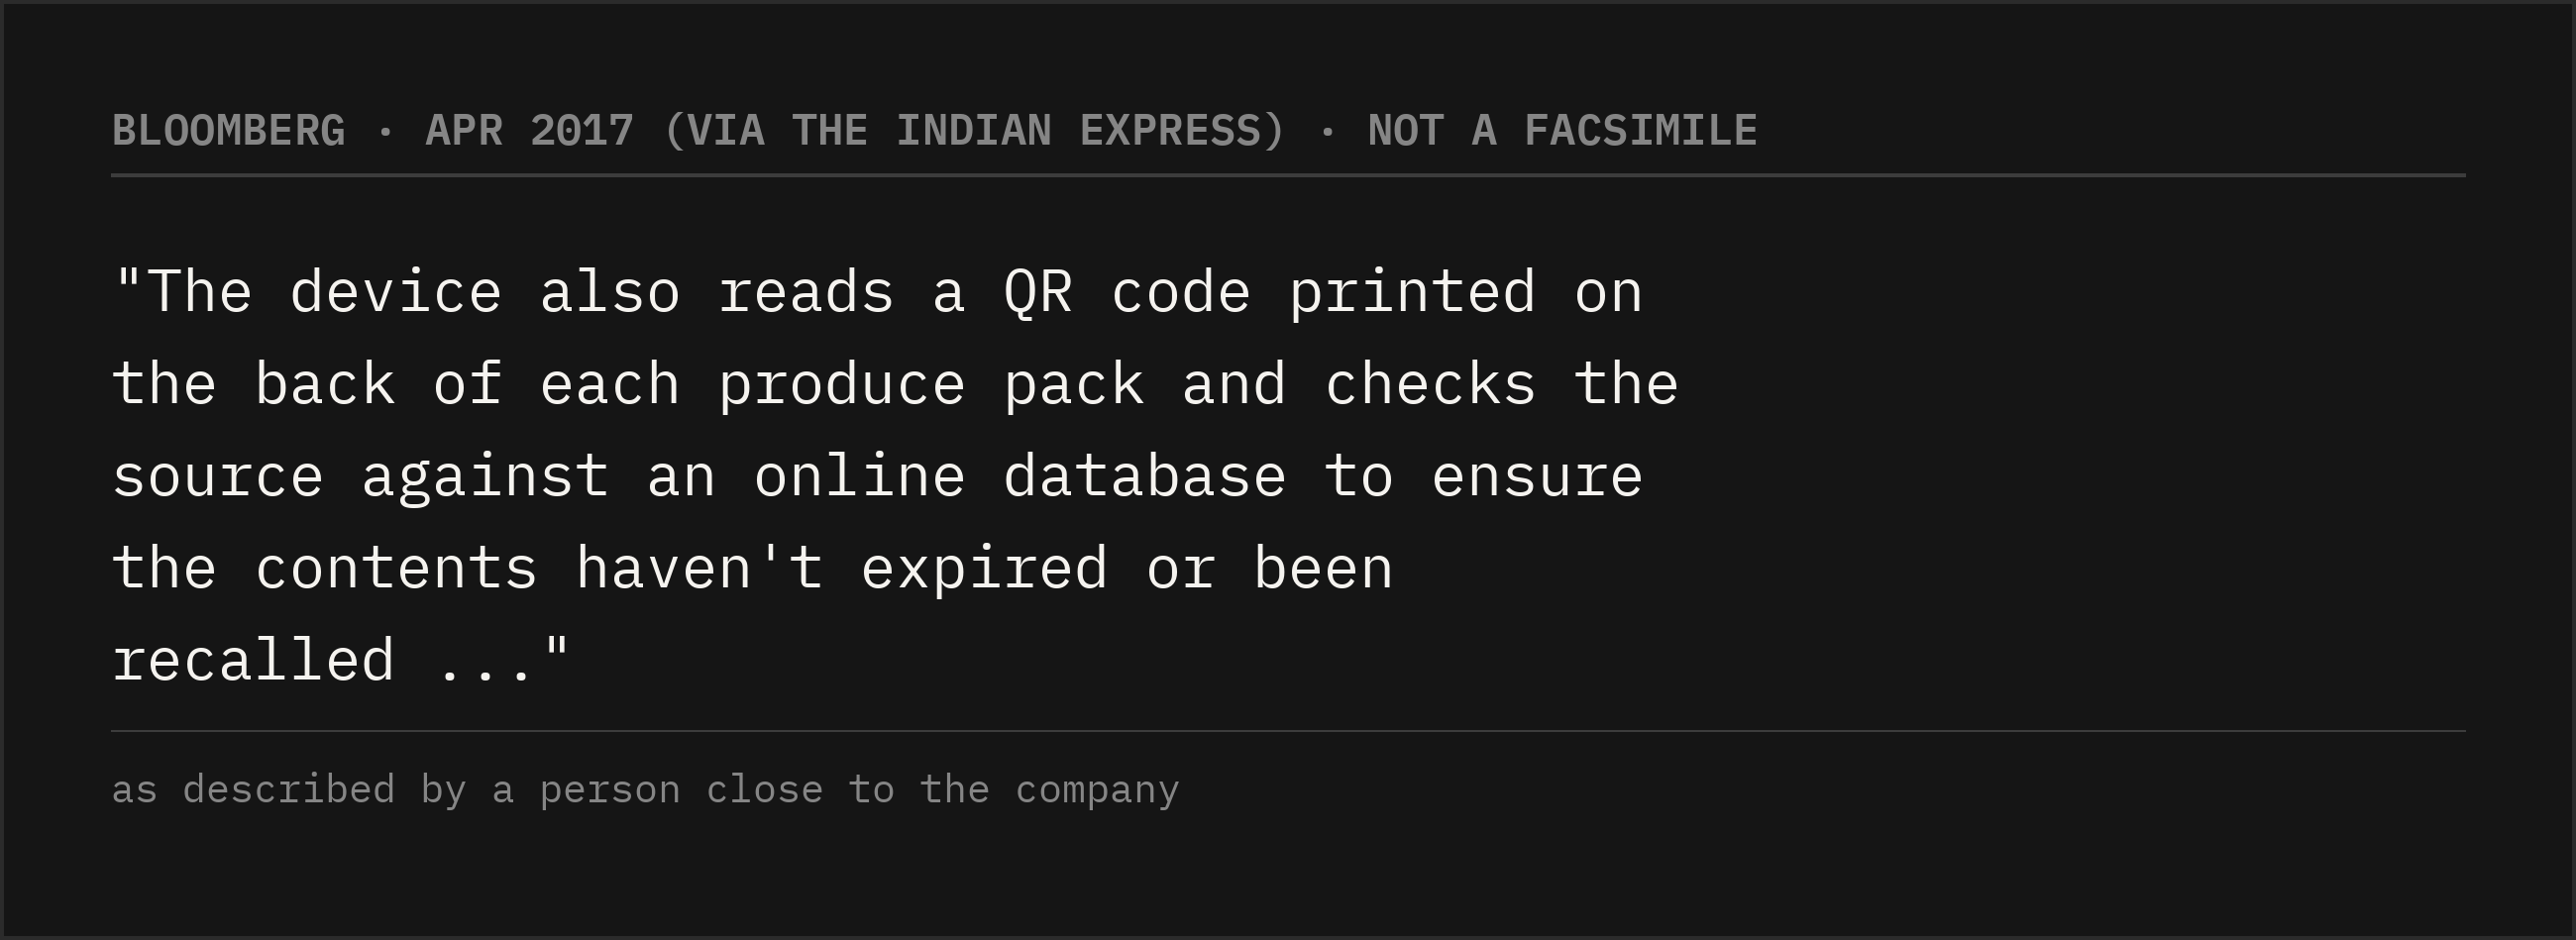 BLOOMBERG · APR 2017 (VIA THE INDIAN EXPRESS) · NOT A FACSIMILE
"The device also reads a QR code printed on
the back of each produce pack and checks the
source against an online database to ensure
the contents haven't expired or been
recalled ..."
as described by a person close to the company